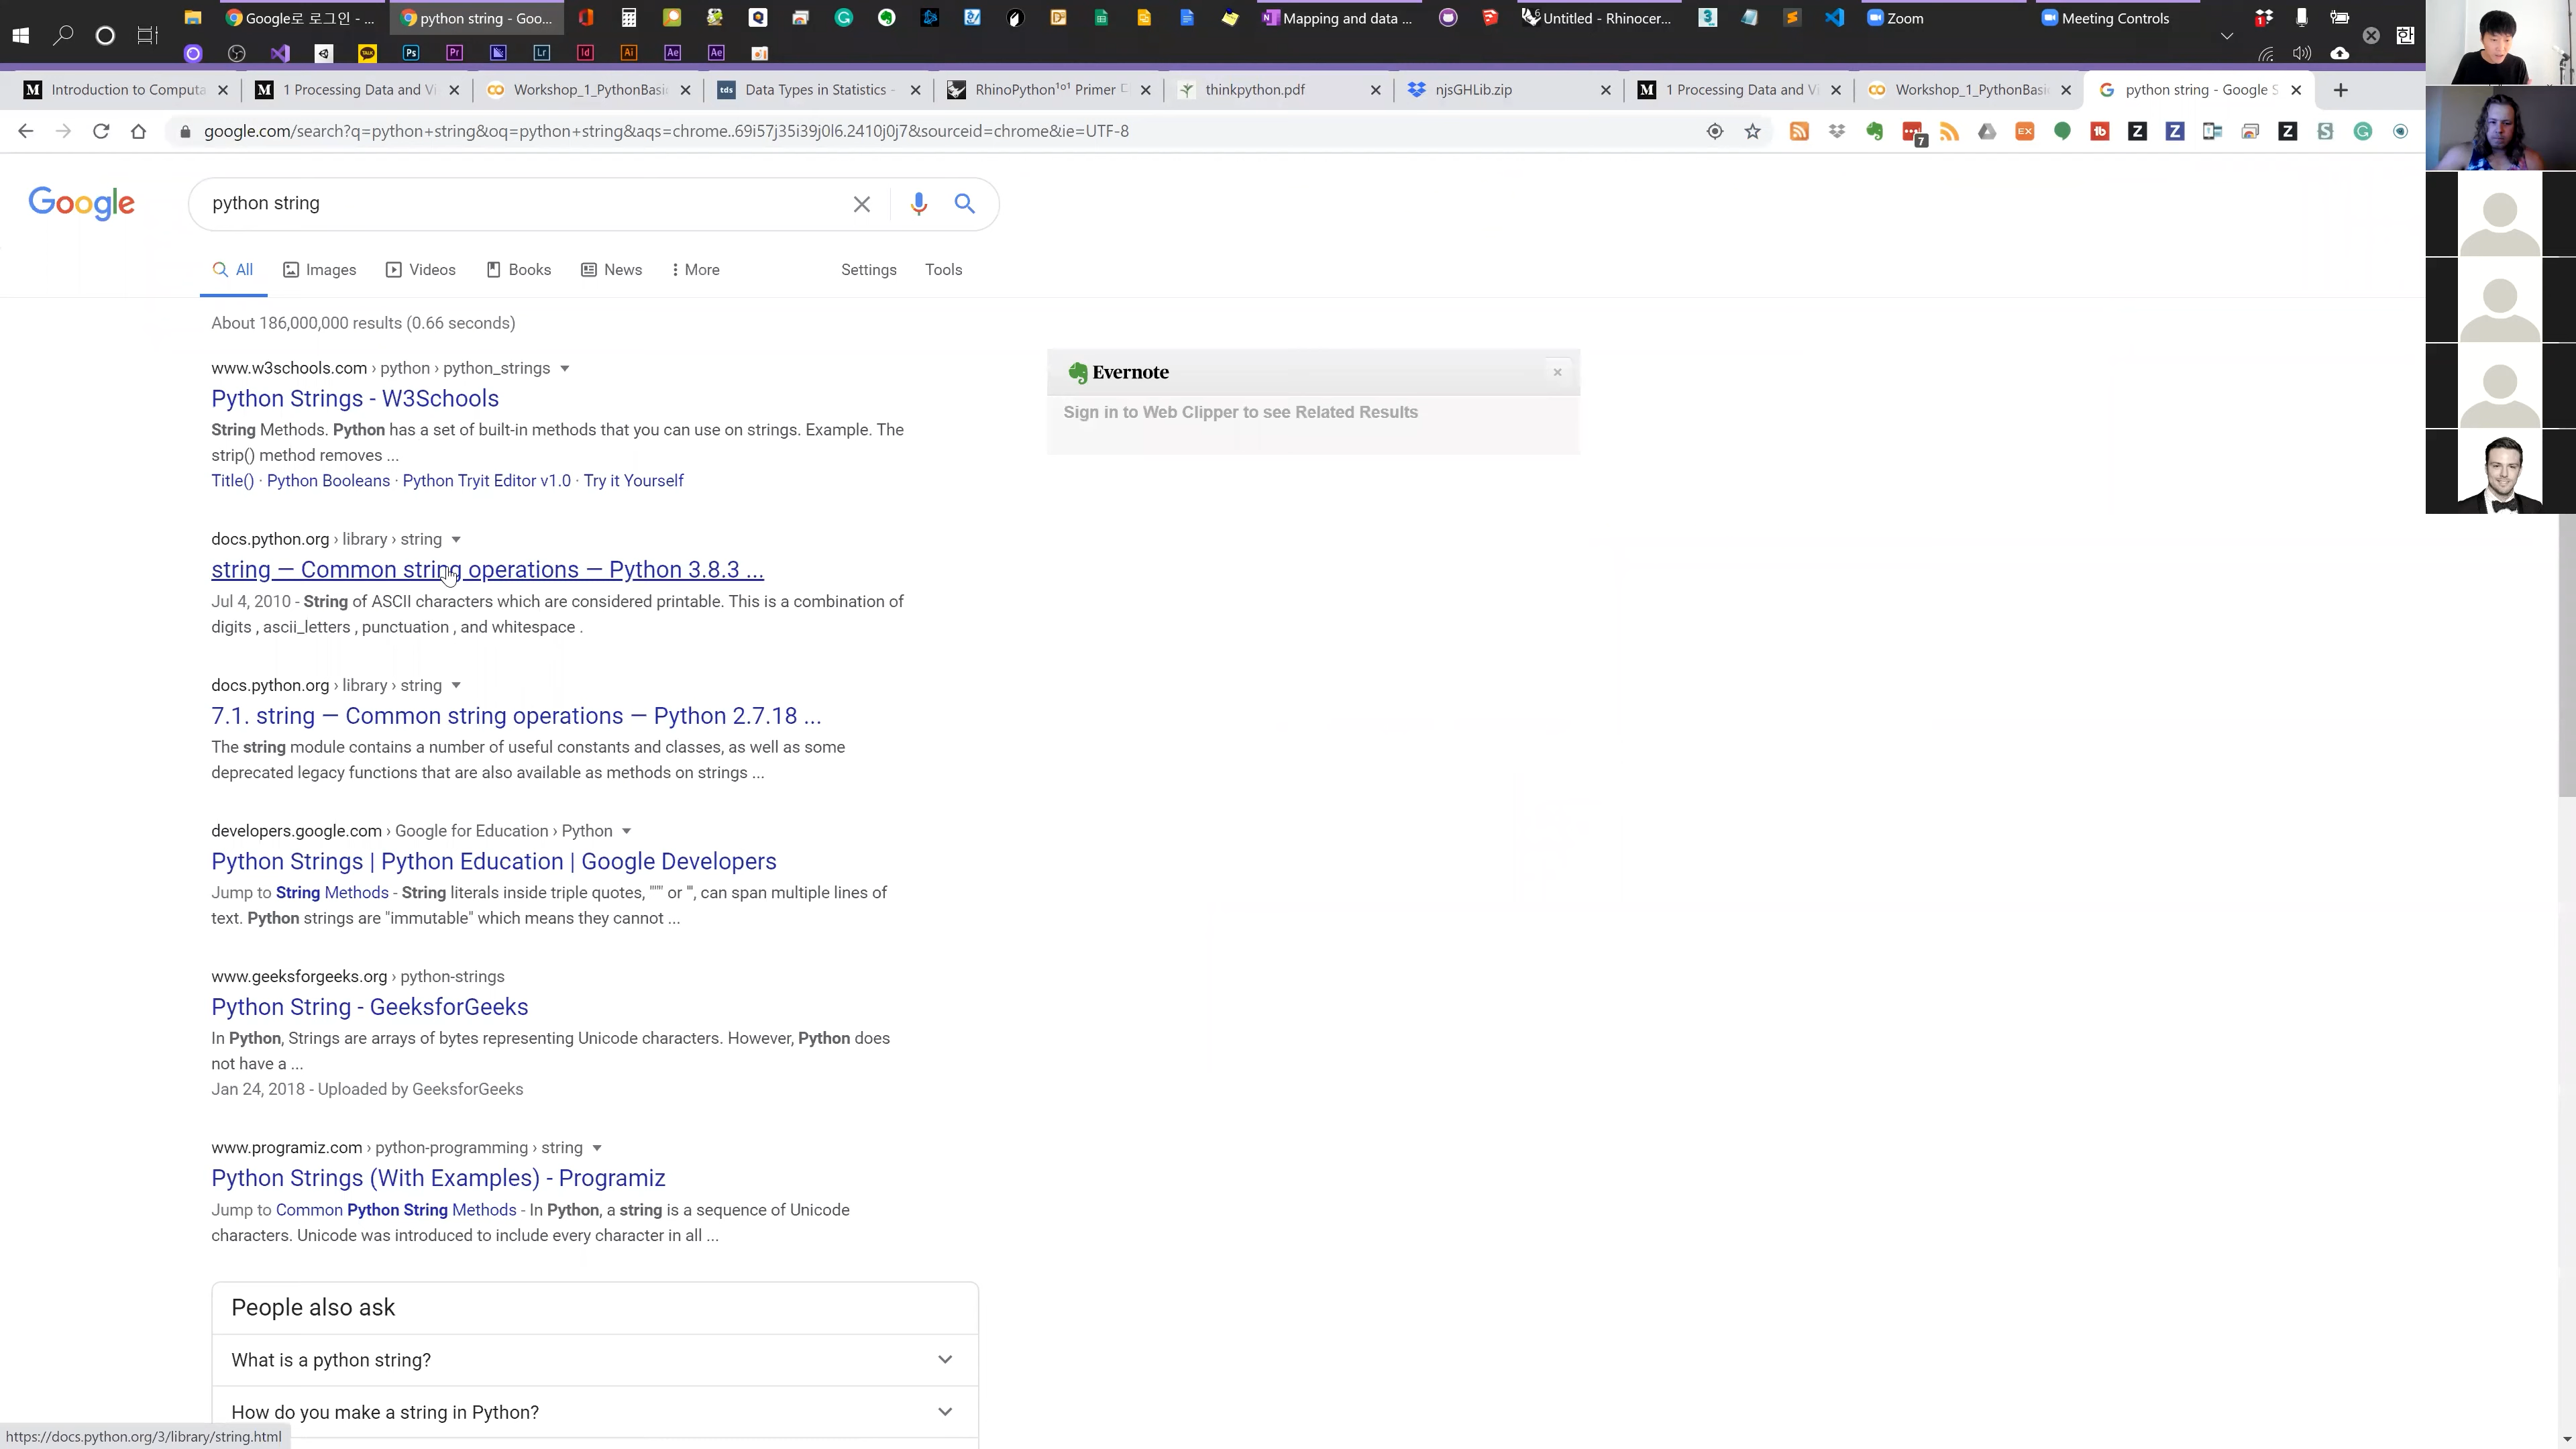 Google로 로그인 - ...
python string - Goo...
Mapping and data ...
Untitled - Rhinocer...
Zoom
Meeting Controls
한
TALK
Ps
Pr
Lr
Id
Ai
Ae
Ae
Introduction to Computa
1 Processing Data and Vi
Workshop_1_PythonBasi
tds
Data Types in Statistics -
RhinoPython¹⁰¹ Primer
thinkpython.pdf
njsGHLib.zip
1 Processing Data and Vi
Workshop_1_PythonBasi
python string - Google S
google.com/search?q=python+string&oq=python+string&aqs=chrome..69i57j35i39j0l6.2410j0j7&sourceid=chrome&ie=UTF-8
7
EX
tb
Z
Z
Z
S
Google
python string
All
Images
Videos
Books
News
More
Settings
Tools
About 186,000,000 results (0.66 seconds)
www.w3schools.com › python › python_strings
Python Strings - W3Schools
String Methods. Python has a set of built-in methods that you can use on strings. Example. The
strip() method removes ...
Title() · Python Booleans · Python Tryit Editor v1.0 · Try it Yourself
Evernote
Sign in to Web Clipper to see Related Results
docs.python.org › library › string
string — Common string operations — Python 3.8.3 ...
Jul 4, 2010 - String of ASCII characters which are considered printable. This is a combination of
digits , ascii_letters , punctuation , and whitespace .
docs.python.org › library › string
7.1. string — Common string operations — Python 2.7.18 ...
The string module contains a number of useful constants and classes, as well as some
deprecated legacy functions that are also available as methods on strings ...
developers.google.com › Google for Education › Python
Python Strings | Python Education | Google Developers
Jump to String Methods - String literals inside triple quotes, """ or ''', can span multiple lines of
text. Python strings are "immutable" which means they cannot ...
www.geeksforgeeks.org › python-strings
Python String - GeeksforGeeks
In Python, Strings are arrays of bytes representing Unicode characters. However, Python does
not have a ...
Jan 24, 2018 - Uploaded by GeeksforGeeks
www.programiz.com › python-programming › string
Python Strings (With Examples) - Programiz
Jump to Common Python String Methods - In Python, a string is a sequence of Unicode
characters. Unicode was introduced to include every character in all ...
People also ask
What is a python string?
How do you make a string in Python?
https://docs.python.org/3/library/string.html